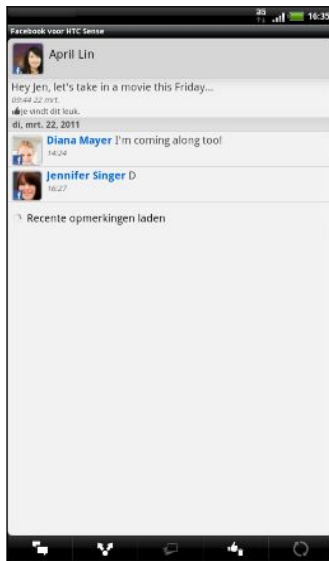 3G 16:35
Facebook voor HTC Sense
April Lin
Hey Jen, let's take in a movie this Friday...
09:44 22 mrt.
Je vindt dit leuk.
di, mrt. 22, 2011
Diana Mayer I'm coming along too!
14:24
Jennifer Singer D
16:27
Recente opmerkingen laden